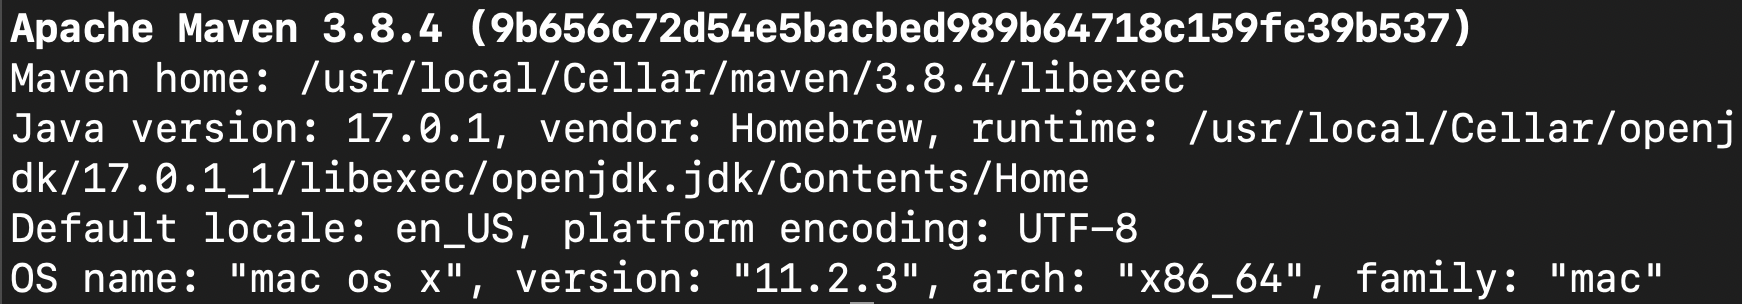 Apache Maven 3.8.4 (9b656c72d54e5bacbed989b64718c159fe39b537)
Maven home: /usr/local/Cellar/maven/3.8.4/libexec
Java version: 17.0.1, vendor: Homebrew, runtime: /usr/local/Cellar/openj
dk/17.0.1_1/libexec/openjdk.jdk/Contents/Home
Default locale: en_US, platform encoding: UTF-8
OS name: "mac os x", version: "11.2.3", arch: "x86_64", family: "mac"